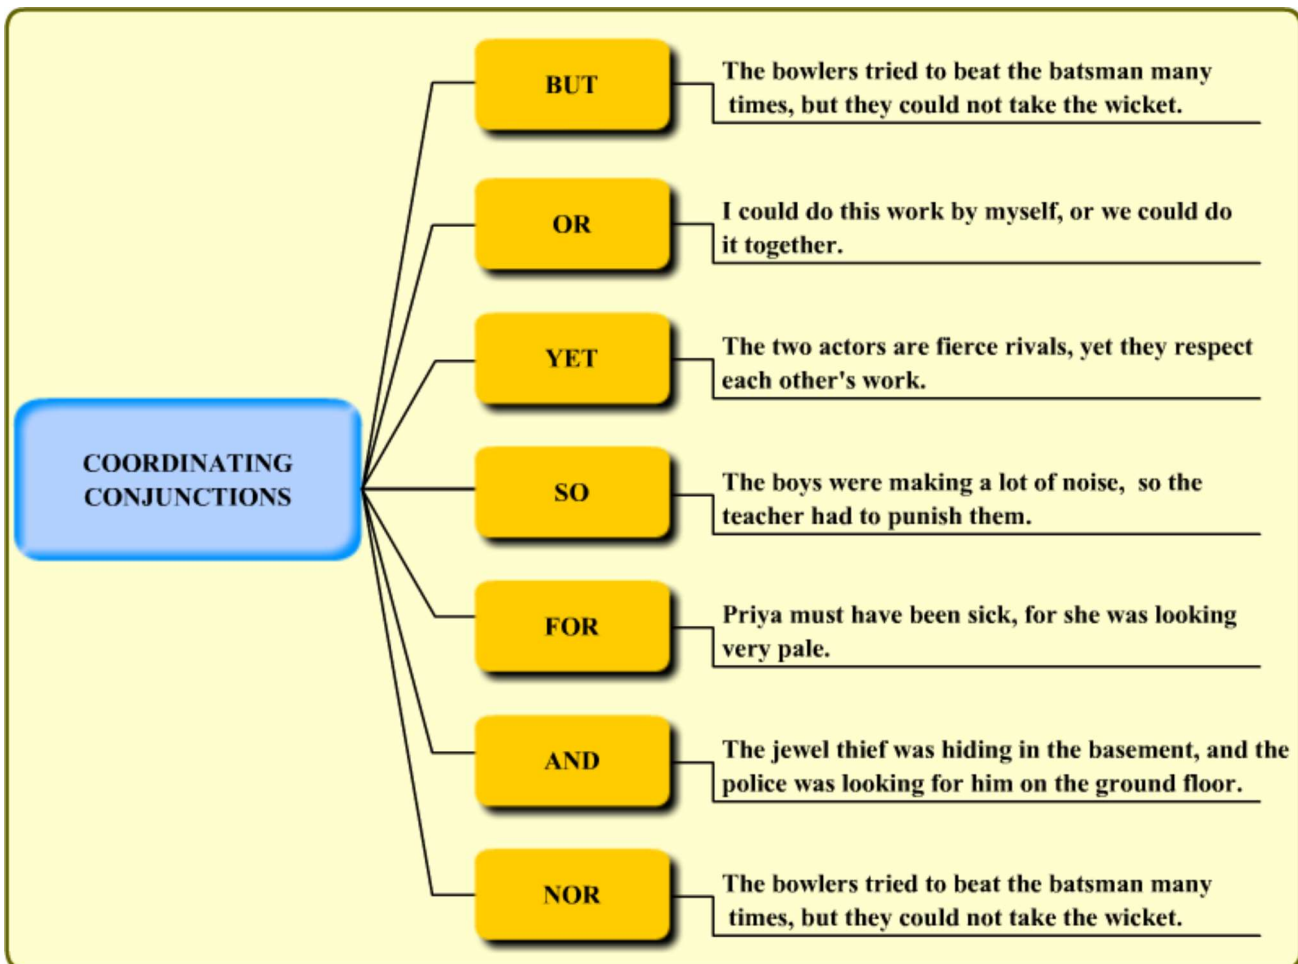 BUT
The bowlers tried to beat the batsman many
times, but they could not take the wicket.
OR
I could do this work by myself, or we could do
it together.
YET
The two actors are fierce rivals, yet they respect
each other's work.
COORDINATING
CONJUNCTIONS
SO
The boys were making a lot of noise,  so the
teacher had to punish them.
FOR
Priya must have been sick, for she was looking
very pale.
AND
The jewel thief was hiding in the basement, and the
police was looking for him on the ground floor.
NOR
The bowlers tried to beat the batsman many
times, but they could not take the wicket.